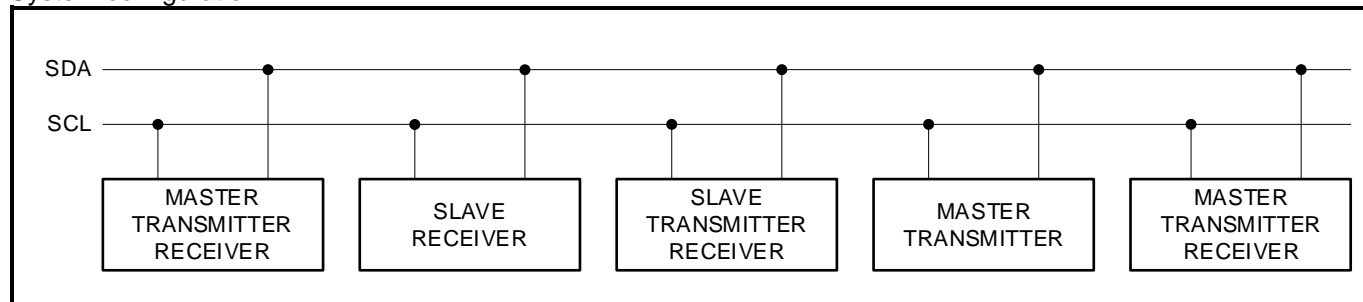 SDA
SCL
MASTER
TRANSMITTER
RECEIVER
SLAVE
RECEIVER
SLAVE
TRANSMITTER
RECEIVER
MASTER
TRANSMITTER
MASTER
TRANSMITTER
RECEIVER